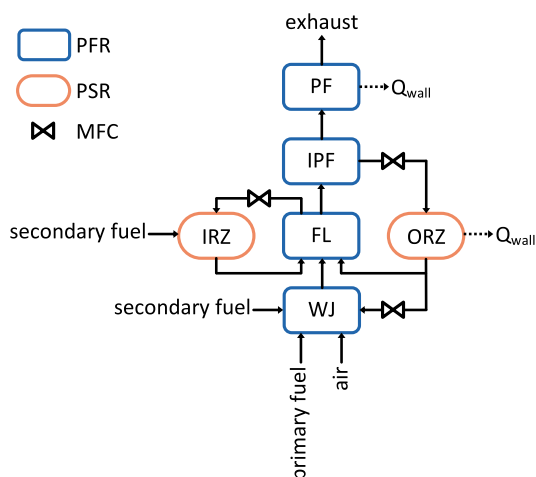 exhaust
PFR
PSR
MFC
PF
Qwall
IPF
secondary fuel
IRZ
FL
ORZ
Qwall
secondary fuel
WJ
primary fuel
air